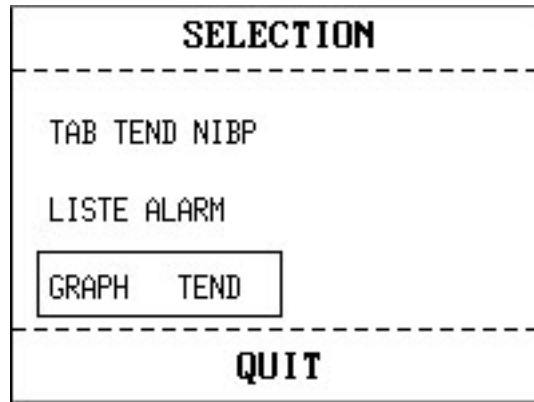 SELECTION
TAB TEND NIBP
LISTE ALARM
GRAPH TEND
QUIT